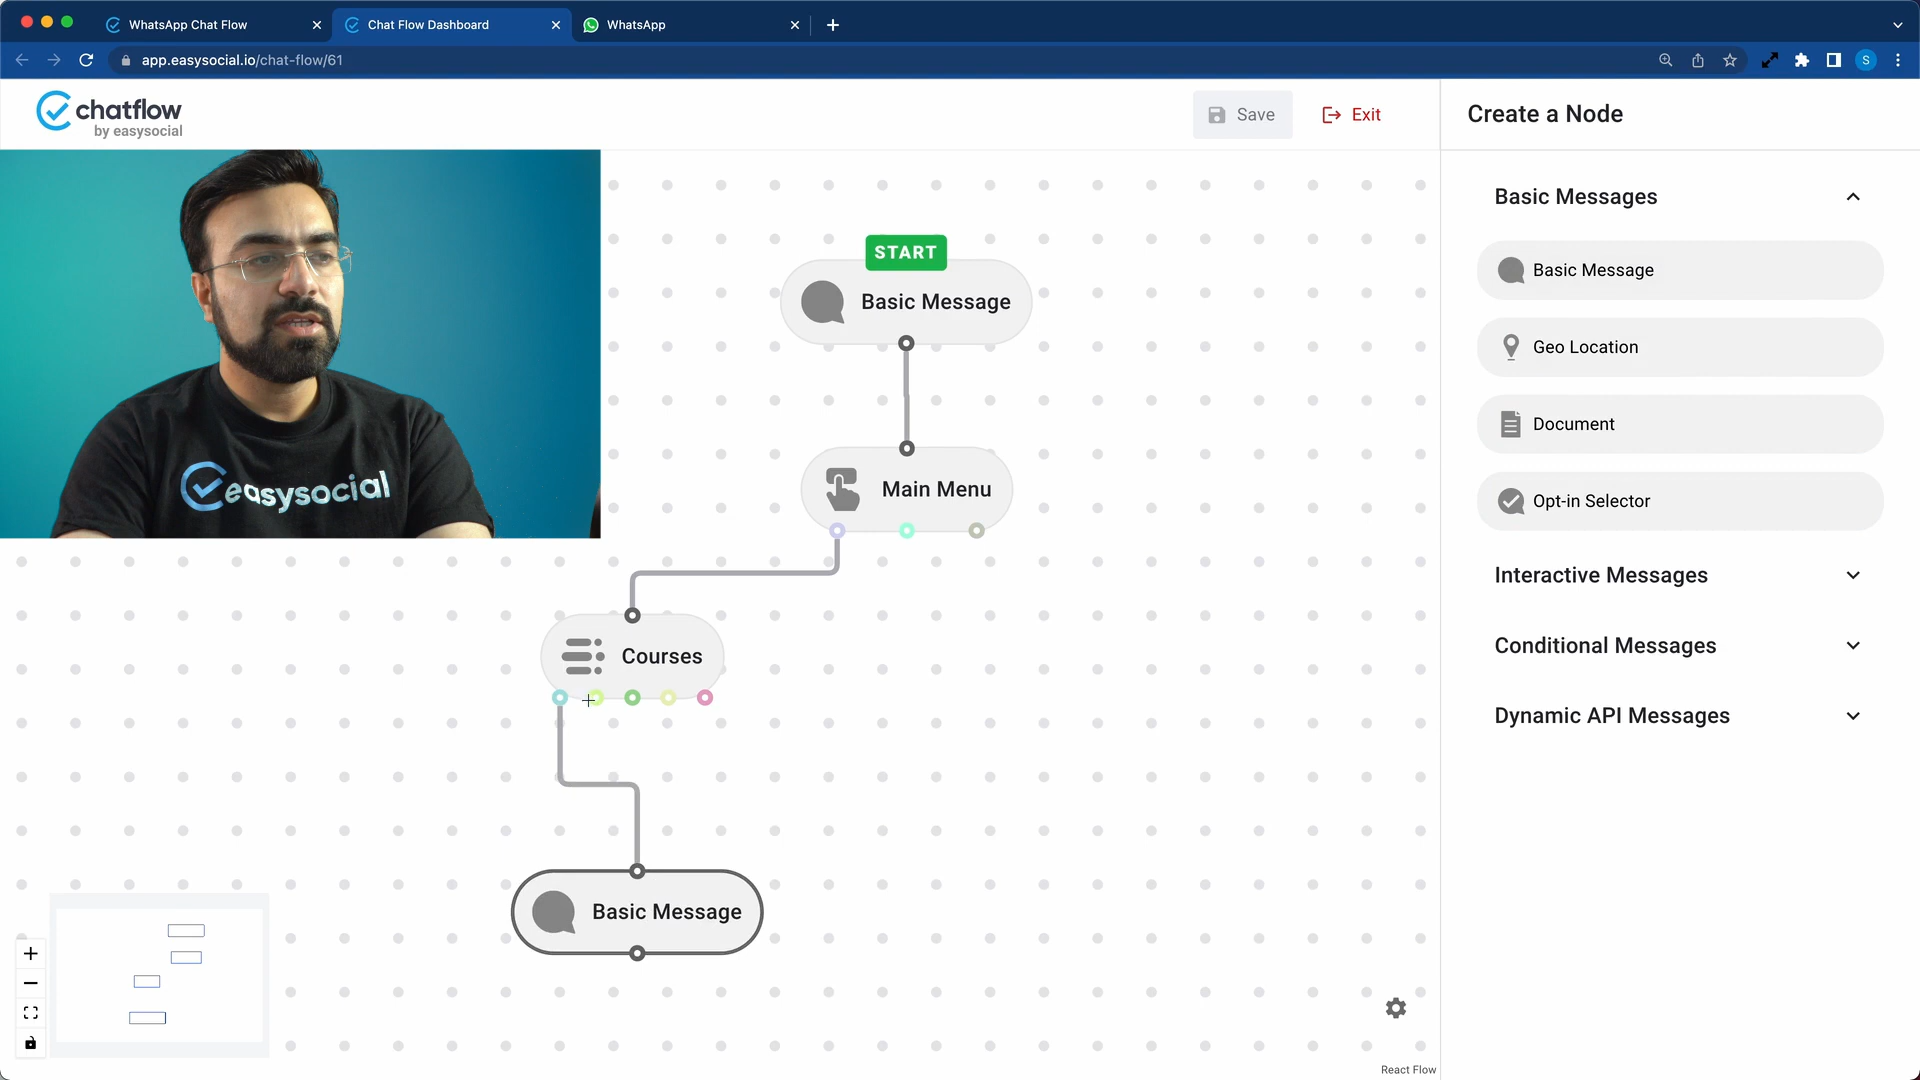 WhatsApp Chat Flow
Chat Flow Dashboard
WhatsApp
app.easysocial.io/chat-flow/61
S
chatflow
by easysocial
Save
Exit
Create a Node
Basic Messages
Basic Message
Geo Location
Document
Opt-in Selector
Interactive Messages
Conditional Messages
Dynamic API Messages
easysocial
START
Basic Message
Main Menu
Courses
Basic Message
React Flow